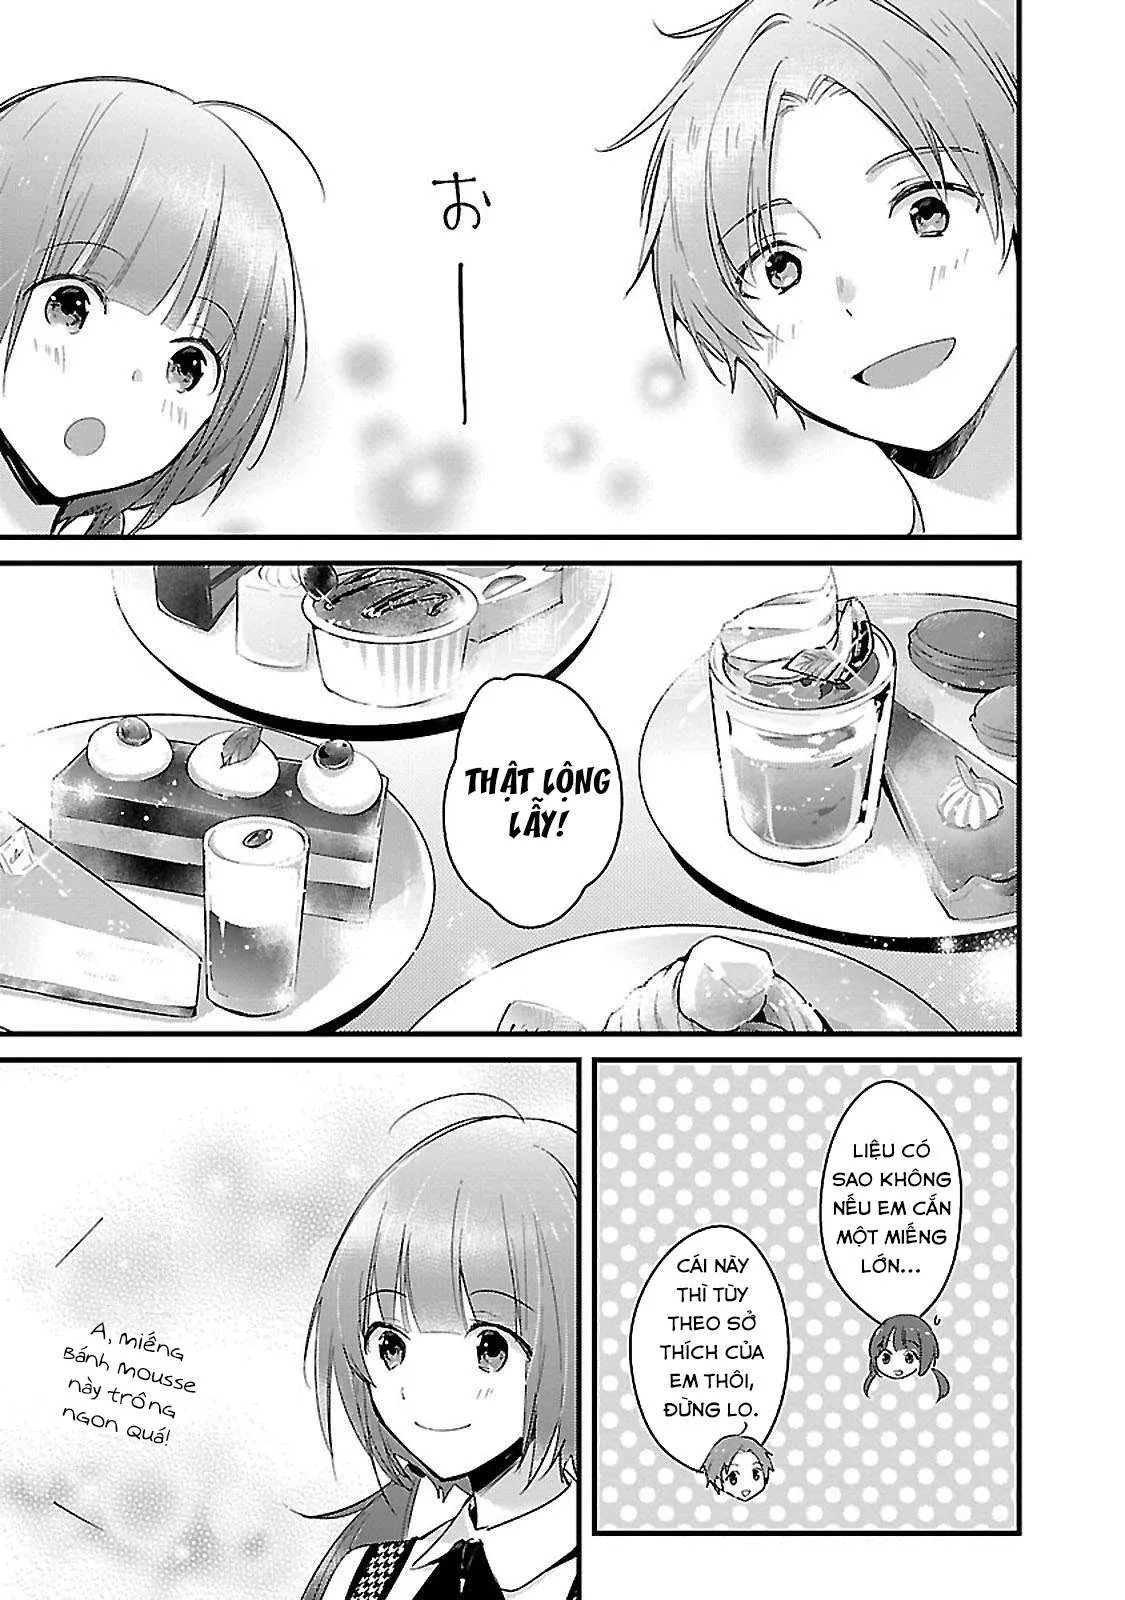 お
ー
THẬT LỘNG
LẪY!
LIỆU CÓ
SAO KHÔNG
NẾU EM CẮN
MỘT MIẾNG
LỚN...
CÁI NÀY
THÌ TÙY
THEO SỞ
THÍCH CỦA
EM THÔI,
ĐỪNG LO.
A, MIẾNG
BÁNH MOUSSE
NÀY TRÔNG
NGON QUÁ!